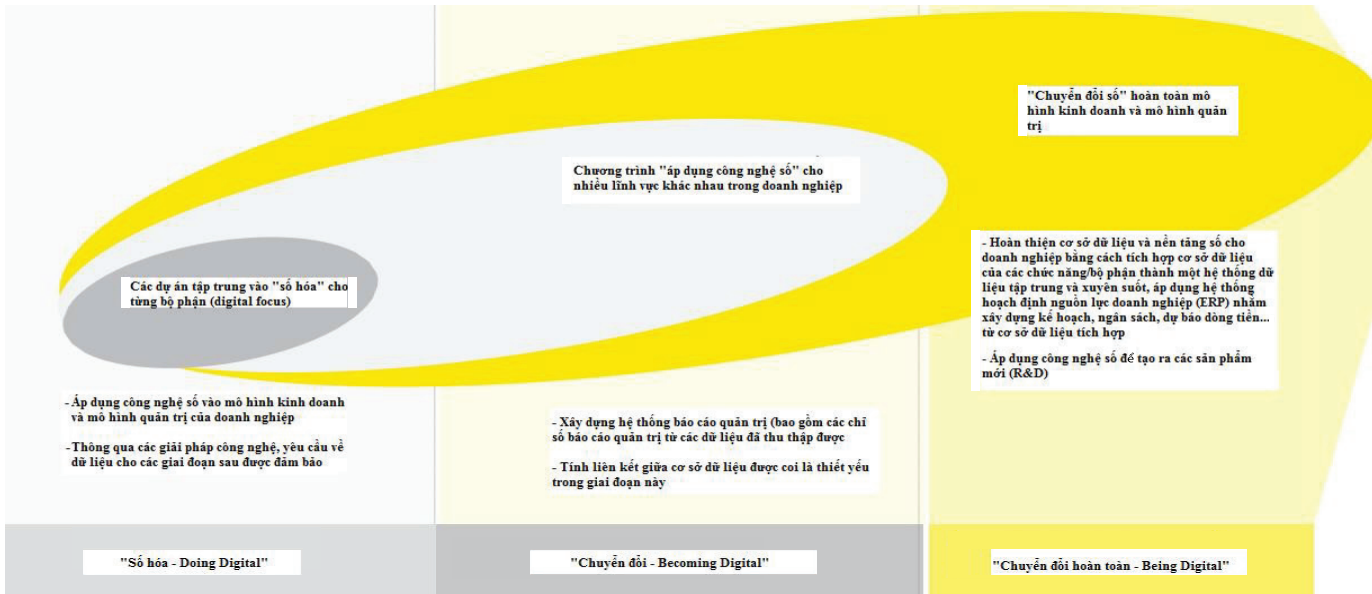 "Chuyển đổi số" hoàn toàn mô
hình kinh doanh và mô hình quản
trị
Chương trình "áp dụng công nghệ số" cho
nhiều lĩnh vực khác nhau trong doanh nghiệp
Các dự án tập trung vào "số hóa" cho
từng bộ phận (digital focus)
- Áp dụng công nghệ số vào mô hình kinh doanh
và mô hình quản trị của doanh nghiệp
- Thông qua các giải pháp công nghệ, yêu cầu về
dữ liệu cho các giai đoạn sau được đảm bảo
- Xây dựng hệ thống báo cáo quản trị (bao gồm các chỉ
số báo cáo quản trị từ các dữ liệu đã thu thập được
- Tính liên kết giữa cơ sở dữ liệu được coi là thiết yếu
trong giai đoạn này
- Hoàn thiện cơ sở dữ liệu và nền tảng số cho
doanh nghiệp bằng cách tích hợp cơ sở dữ liệu
của các chức năng/bộ phận thành một hệ thống dữ
liệu tập trung và xuyên suốt, áp dụng hệ thống
hoạch định nguồn lực doanh nghiệp (ERP) nhằm
xây dựng kế hoạch, ngân sách, dự báo dòng tiền...
từ cơ sở dữ liệu tích hợp
- Áp dụng công nghệ số để tạo ra các sản phẩm
mới (R&D)
"Số hóa - Doing Digital"
"Chuyển đổi - Becoming Digital"
"Chuyển đổi hoàn toàn - Being Digital"